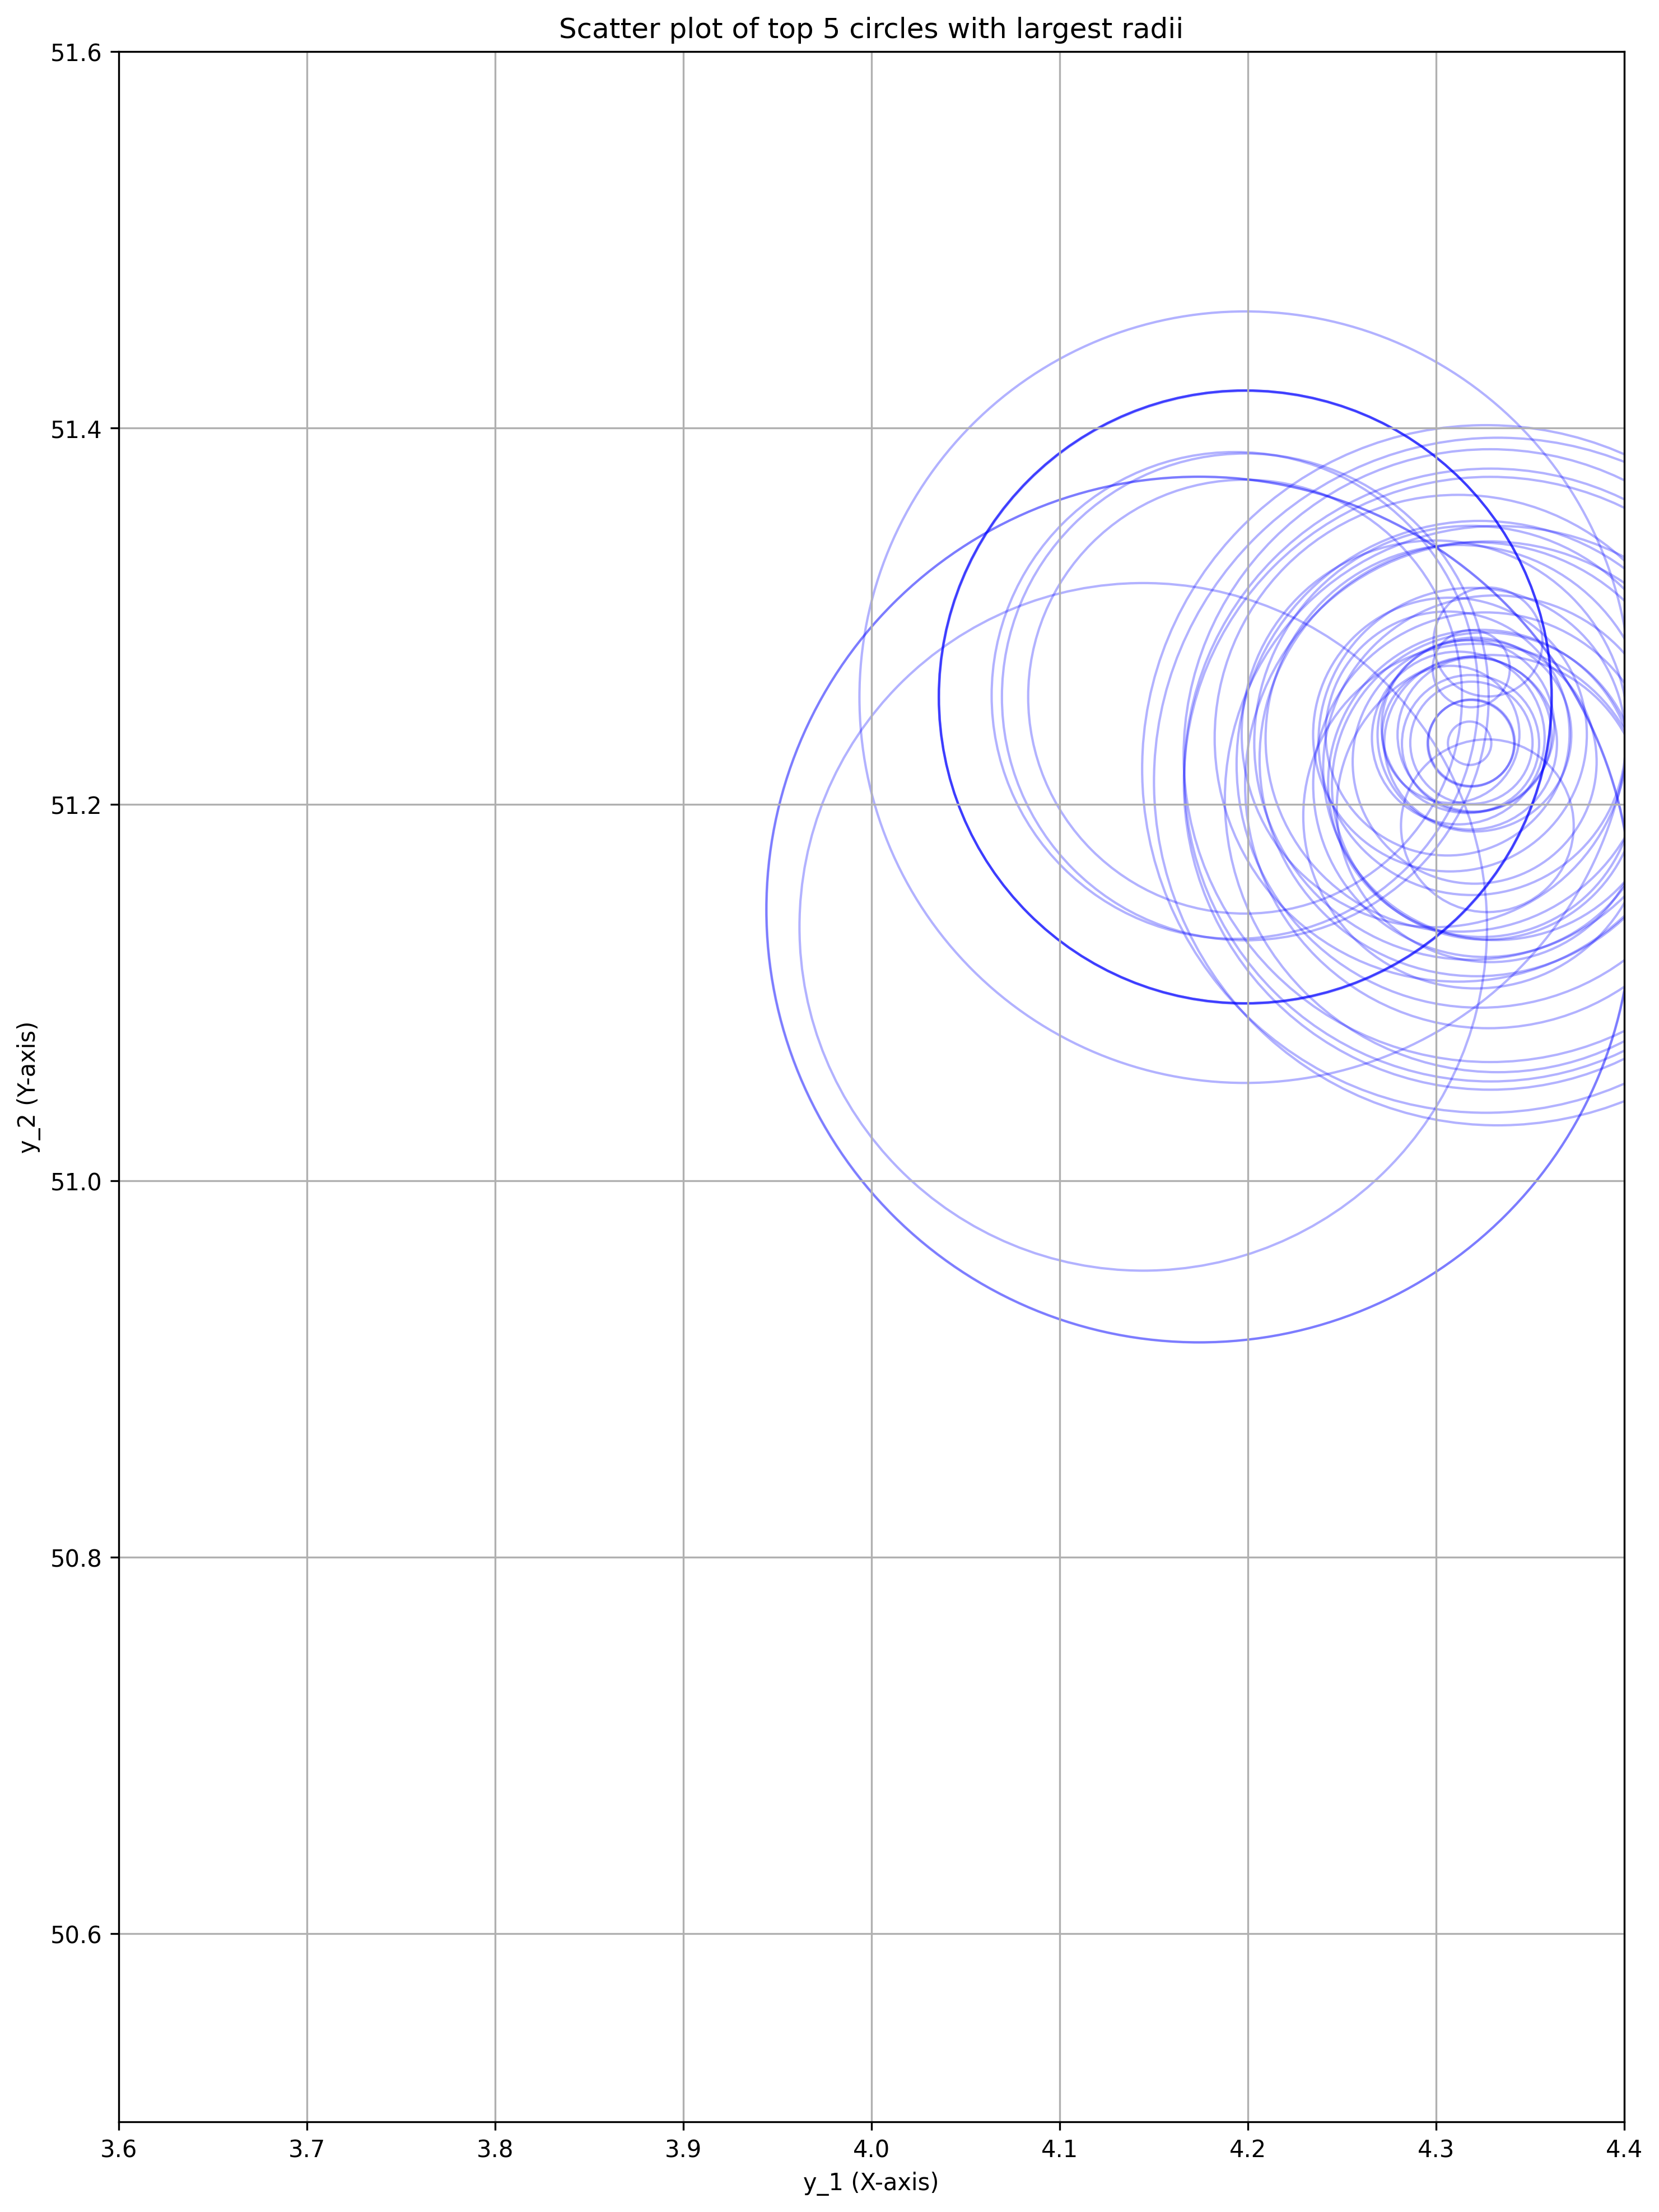 Scatter plot of top 5 circles with largest radii
51.6
51.4
51.2
51.0
50.8
50.6
y_2 (Y-axis)
3.6 3.7 3.8 3.9 4.0 4.1 4.2 4.3 4.4
y_1 (X-axis)